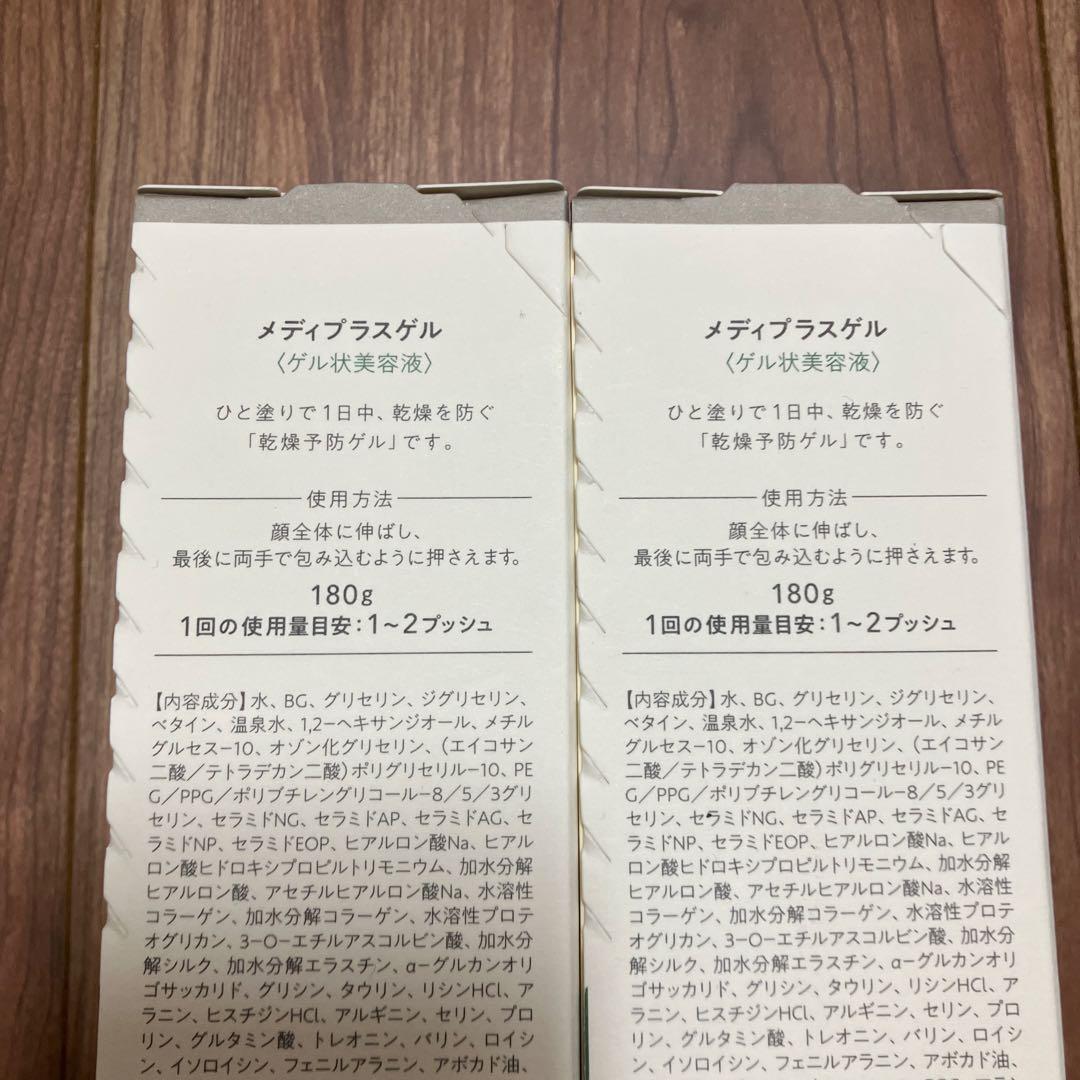 メディプラスゲル
〈ゲル状美容液〉
ひと塗りで1日中、乾燥を防ぐ
「乾燥予防ゲル」です。
使用方法
顔全体に伸ばし、
最後に両手で包み込むように押さえます。
180g
1回の使用量目安：1〜2プッシュ
【内容成分】水、BG、グリセリン、ジグリセリン、
ベタイン、温泉水、1,2−ヘキサンジオール、メチル
グルセス−10、オゾン化グリセリン、（エイコサン
二酸／テトラデカン二酸）ポリグリセリル−10、PE
G／PPG／ポリブチレングリコール−8／5／3グリ
セリン、セラミドNG、セラミドAP、セラミドAG、セ
ラミドNP、セラミドEOP、ヒアルロン酸Na、ヒアル
ロン酸ヒドロキシプロピルトリモニウム、加水分解
ヒアルロン酸、アセチルヒアルロン酸Na、水溶性
コラーゲン、加水分解コラーゲン、水溶性プロテ
オグリカン、3−O−エチルアスコルビン酸、加水分
解シルク、加水分解エラスチン、α−グルカンオリ
ゴサッカリド、グリシン、タウリン、リシンHCl、ア
ラニン、ヒスチジンHCl、アルギニン、セリン、プロ
リン、グルタミン酸、トレオニン、バリン、ロイシ
ン、イソロイシン、フェニルアラニン、アボカド油、
メディプラスゲル
〈ゲル状美容液〉
ひと塗りで1日中、乾燥を防ぐ
「乾燥予防ゲル」です。
使用方法
顔全体に伸ばし、
最後に両手で包み込むように押さえます。
180g
1回の使用量目安：1〜2プッシュ
【内容成分】水、BG、グリセリン、ジグリセリン、
ベタイン、温泉水、1,2−ヘキサンジオール、メチル
グルセス−10、オゾン化グリセリン、（エイコサン
二酸／テトラデカン二酸）ポリグリセリル−10、PE
G／PPG／ポリブチレングリコール−8／5／3グリ
セリン、セラミドNG、セラミドAP、セラミドAG、セ
ラミドNP、セラミドEOP、ヒアルロン酸Na、ヒアル
ロン酸ヒドロキシプロピルトリモニウム、加水分解
ヒアルロン酸、アセチルヒアルロン酸Na、水溶性
コラーゲン、加水分解コラーゲン、水溶性プロテ
オグリカン、3−O−エチルアスコルビン酸、加水分
解シルク、加水分解エラスチン、α−グルカンオリ
ゴサッカリド、グリシン、タウリン、リシンHCl、ア
ラニン、ヒスチジンHCl、アルギニン、セリン、プロ
リン、グルタミン酸、トレオニン、バリン、ロイシ
ン、イソロイシン、フェニルアラニン、アボカド油、